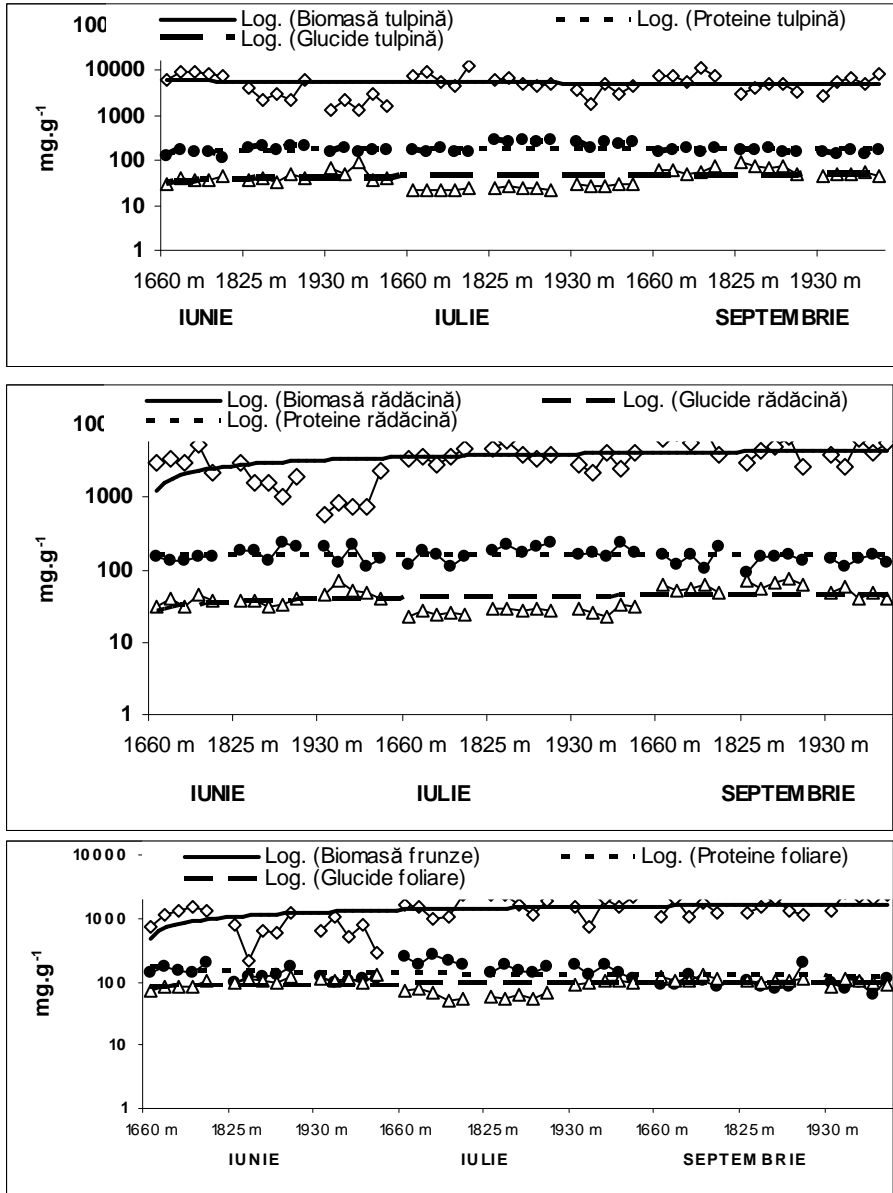 Log. (Biomasă tulpină) Log. (Proteine tulpină)
Log. (Glucide tulpină)
100
10000
1000
100
10
1
mg.g-1
1660 m 1825 m 1930 m 1660 m 1825 m 1930 m 1660 m 1825 m 1930 m
IUNIE IULIE SEPTEMBRIE
Log. (Biomasă rădăcină) Log. (Glucide rădăcină)
Log. (Proteine rădăcină)
100
1000
100
10
1
mg.g-1
1660 m 1825 m 1930 m 1660 m 1825 m 1930 m 1660 m 1825 m 1930 m
IUNIE IULIE SEPTEMBRIE
Log. (Biomasă frunze) Log. (Proteine foliare)
Log. (Glucide foliare)
10000
1000
100
10
1
mg.g-1
1660 m 1825 m 1930 m 1660 m 1825 m 1930 m 1660 m 1825 m 1930 m
IUNIE IULIE SEPTEMBRIE